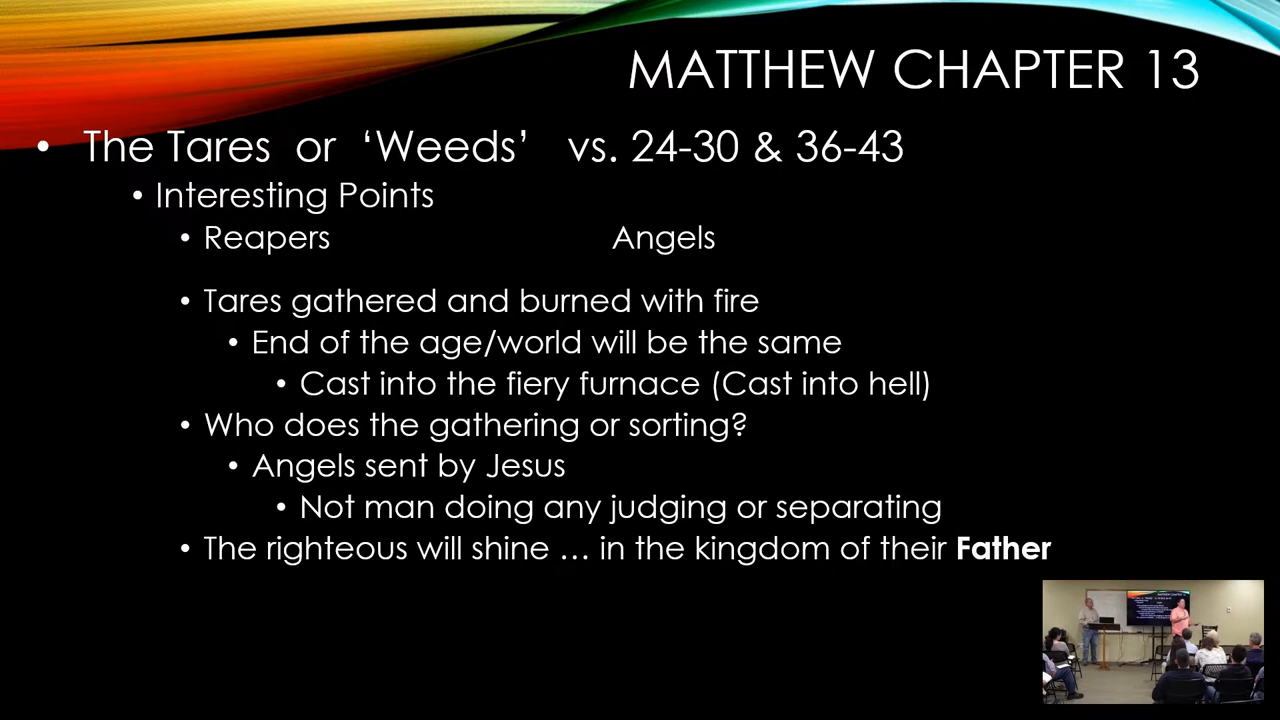 MATTHEW CHAPTER 13
• The Tares or ‘Weeds’ vs. 24-30 & 36-43
• Interesting Points
• Reapers Angels
• Tares gathered and burned with fire
• End of the age/world will be the same
• Cast into the fiery furnace (Cast into hell)
• Who does the gathering or sorting?
• Angels sent by Jesus
• Not man doing any judging or separating
• The righteous will shine … in the kingdom of their Father